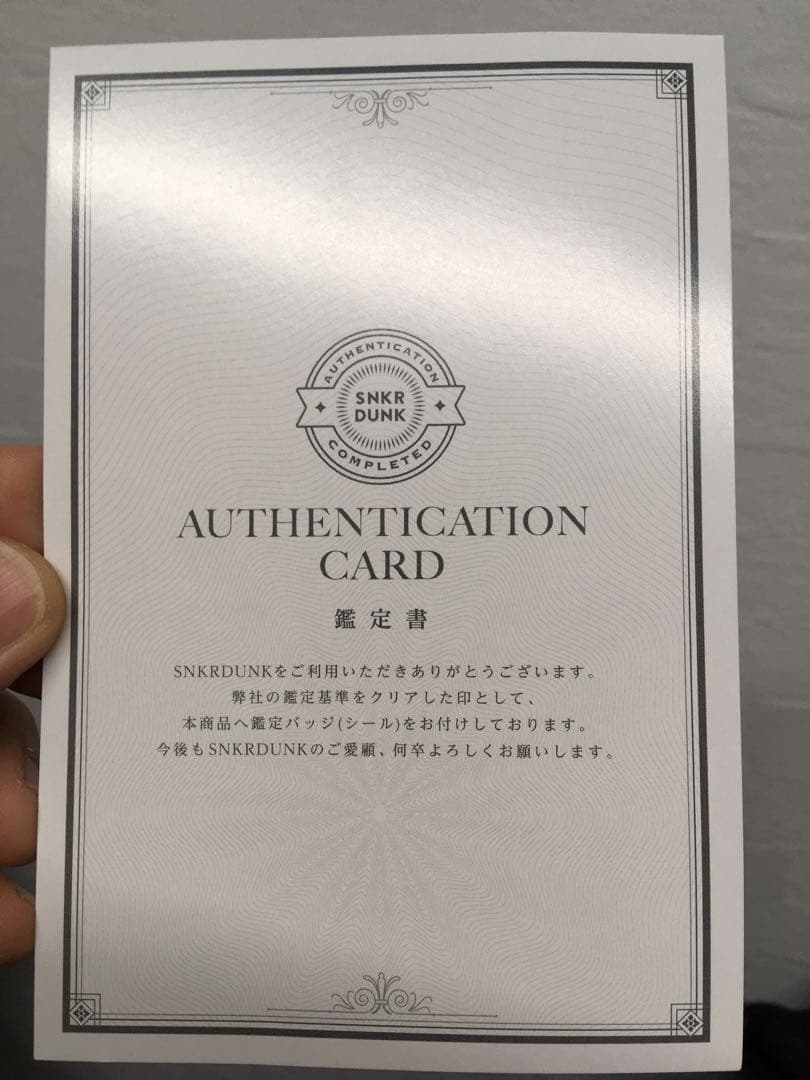 AUTHENTICATION
SNKR
DUNK
COMPLETED
AUTHENTICATION
CARD
鑑定書
SNKRDUNKをご利用いただきありがとうございます。
弊社の鑑定基準をクリアした印として、
本商品へ鑑定バッジ(シール)をお付けしております。
今後もSNKRDUNKのご愛顧、何卒よろしくお願いします。